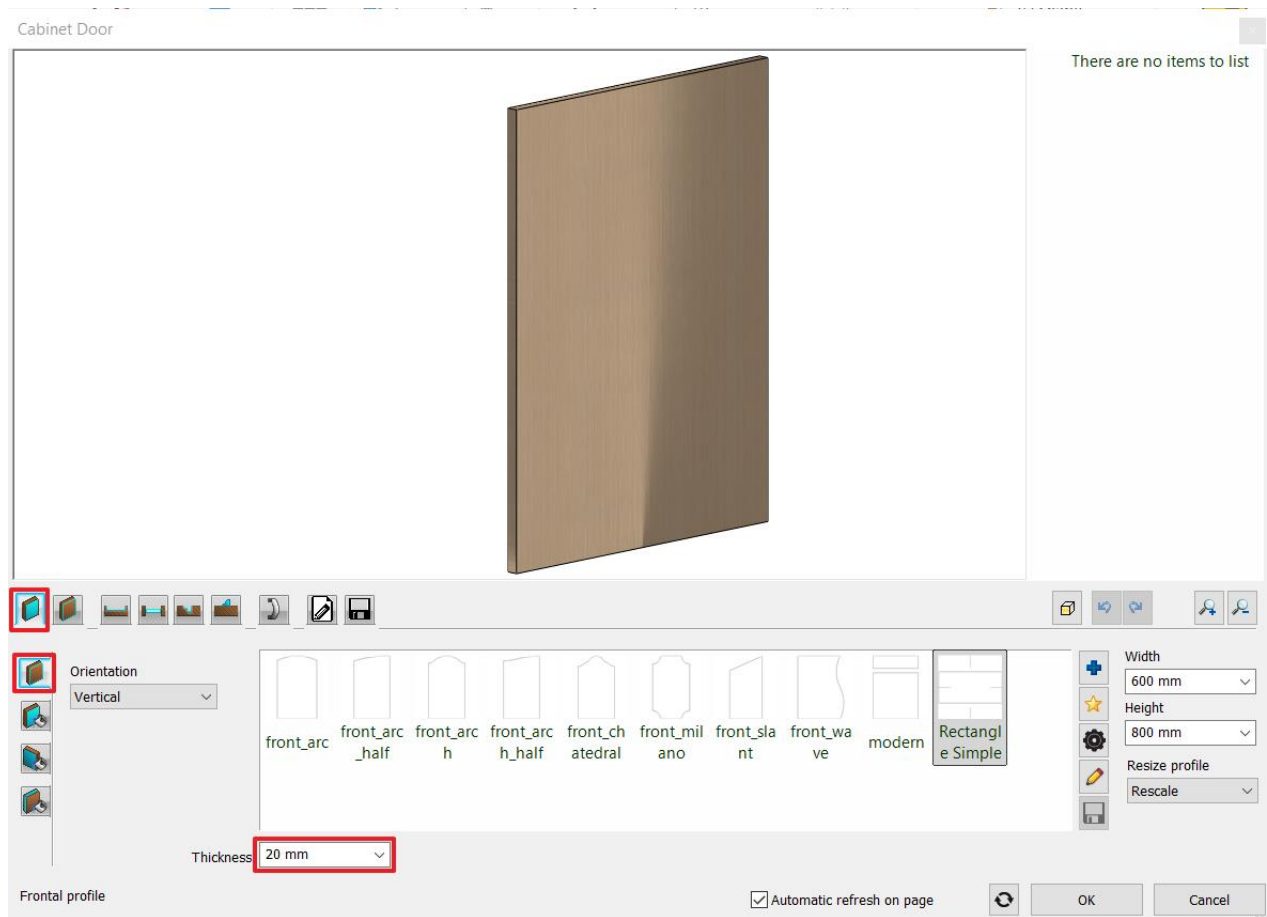 Cabinet Door
There are no items to list
Orientation
Vertical
front_arc
front_arc
_half
front_arc
h
front_arc
h_half
front_ch
atedral
front_mil
ano
front_sla
nt
front_wa
ve
modern
Rectangl
e Simple
Width
600 mm
Height
800 mm
Resize profile
Rescale
Thickness
20 mm
Frontal profile
Automatic refresh on page
OK
Cancel